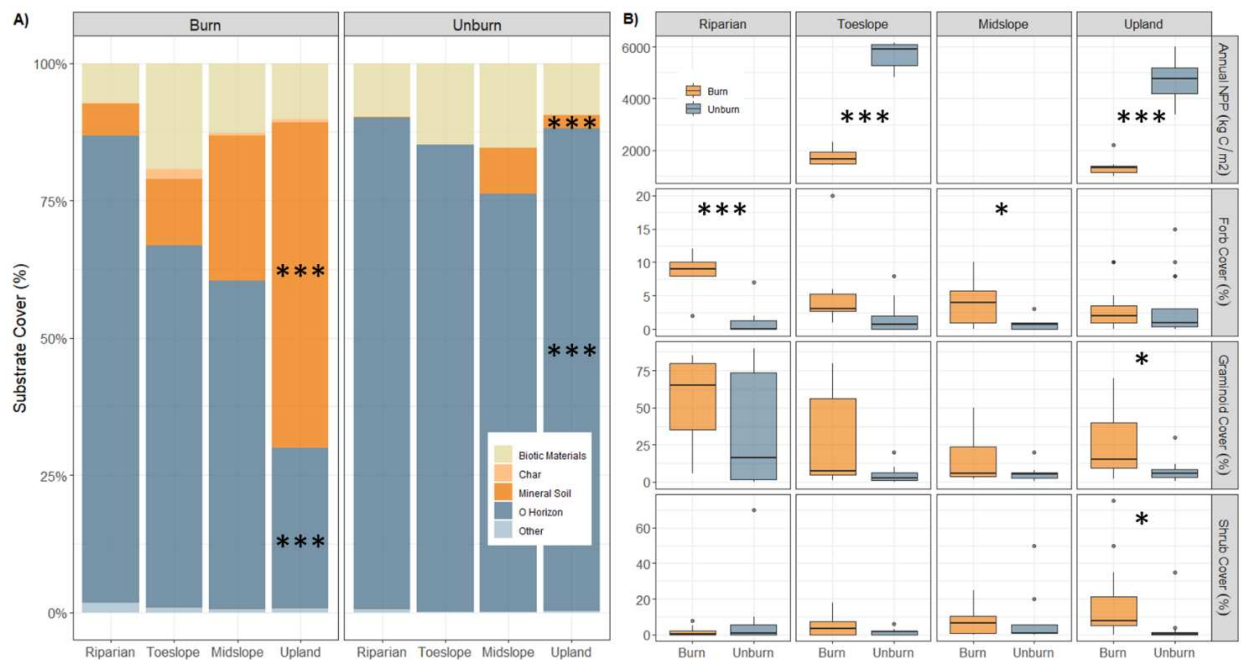 A)
Burn
Unburn
100%
75%
50%
25%
0%
Substrate Cover (%)
***
***
***
***
Biotic Materials
Char
Mineral Soil
O Horizon
Other
Riparian Toeslope Midslope Upland
Riparian Toeslope Midslope Upland
B)
Riparian Toeslope Midslope Upland
6000
4000
2000
Burn
Unburn
***
***
Annual NPP (kg C / m2)
20
15
10
5
0
***
*
Forb Cover (%)
75
50
25
0
*
Graminoid Cover (%)
60
40
20
0
*
Shrub Cover (%)
Burn Unburn Burn Unburn Burn Unburn Burn Unburn